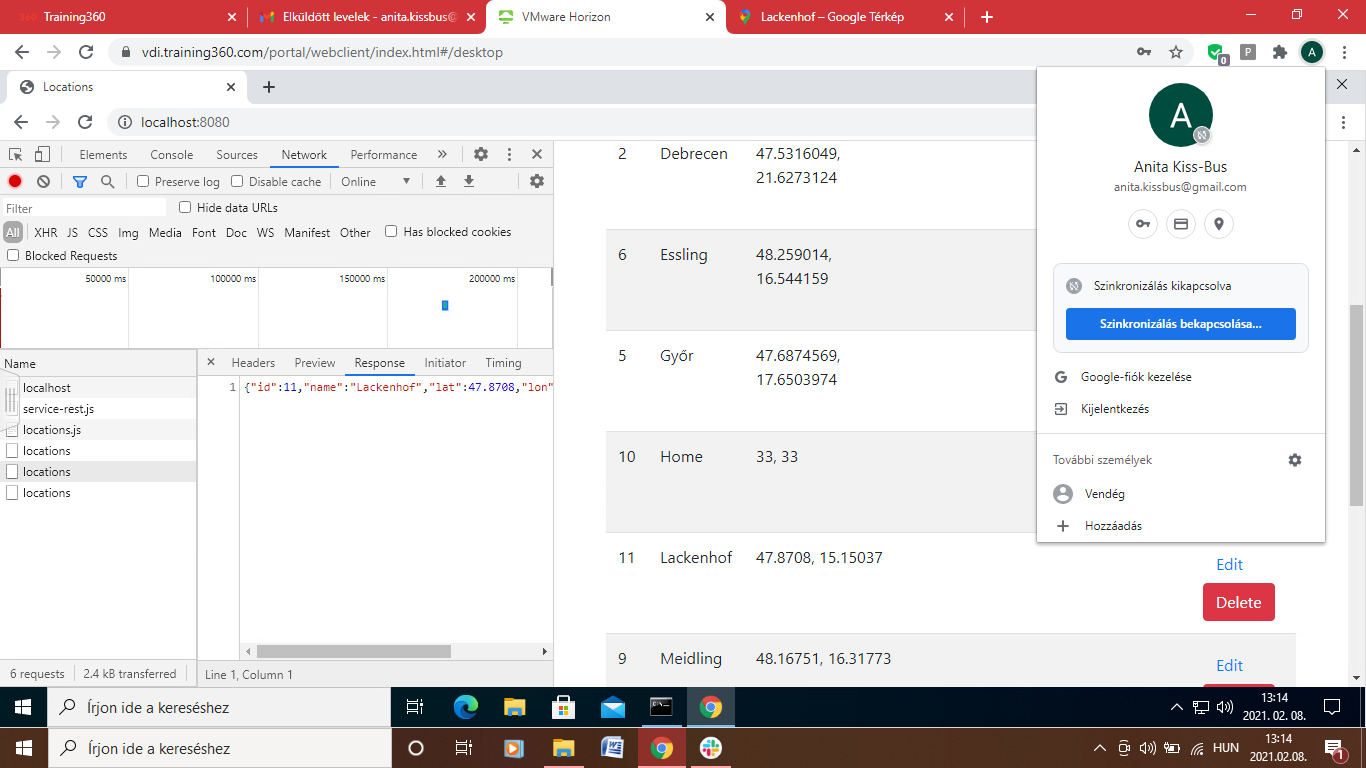 Training360
Elküldött levelek - anita.kissbus@
VMware Horizon
Lackenhof – Google Térkép
vdi.training360.com/portal/webclient/index.html#/desktop
P
0
A
Locations
localhost:8080
Elements Console Sources Network Performance
Preserve log Disable cache Online
Filter
Hide data URLs
All XHR JS CSS Img Media Font Doc WS Manifest Other Has blocked cookies
Blocked Requests
50000 ms 100000 ms 150000 ms 200000 ms
Name
localhost
service-rest.js
locations.js
locations
locations
locations
Headers Preview Response Initiator Timing
1 {"id":11,"name":"Lackenhof","lat":47.8708,"lon"
6 requests 2.4 kB transferred
Line 1, Column 1
2 Debrecen 47.5316049,
21.6273124
6 Essling 48.259014,
16.544159
5 Győr 47.6874569,
17.6503974
10 Home 33, 33
11 Lackenhof 47.8708, 15.15037
Edit
Delete
9 Meidling 48.16751, 16.31773
Edit
A
Anita Kiss-Bus
anita.kissbus@gmail.com
Szinkronizálás kikapcsolva
Szinkronizálás bekapcsolása...
Google-fiók kezelése
Kijelentkezés
További személyek
Vendég
Hozzáadás
Írjon ide a kereséshez
13:14
2021. 02. 08.
Írjon ide a kereséshez
HUN
13:14
2021.02.08.
1